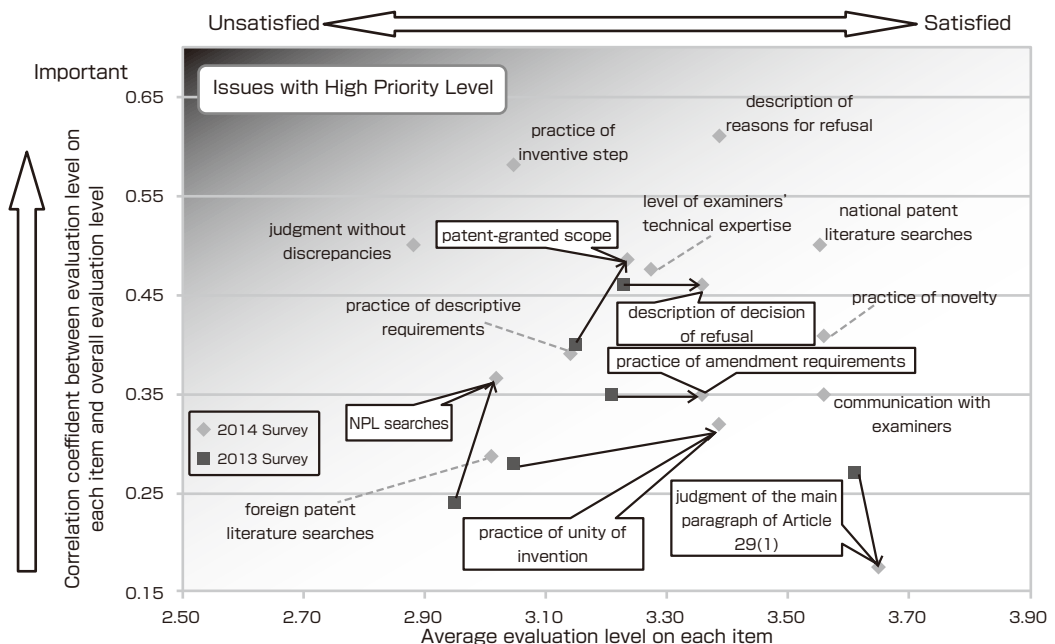 Unsatisfied
Satisfied
Important
Issues with High Priority Level
0.65
0.55
0.45
0.35
0.25
0.15
Correlation coeffident between evaluation level on
each item and overall evaluation level
description of
reasons for refusal
practice of
inventive step
level of examiners'
technical expertise
national patent
literature searches
judgment without
discrepancies
patent-granted scope
practice of descriptive
requirements
practice of novelty
description of decision
of refusal
practice of amendment requirements
NPL searches
communication with
examiners
2014 Survey
2013 Survey
foreign patent
literature searches
practice of unity of
invention
judgment of the main
paragraph of Article
29(1)
2.50
2.70
2.90
3.10
3.30
3.50
3.70
3.90
Average evaluation level on each item